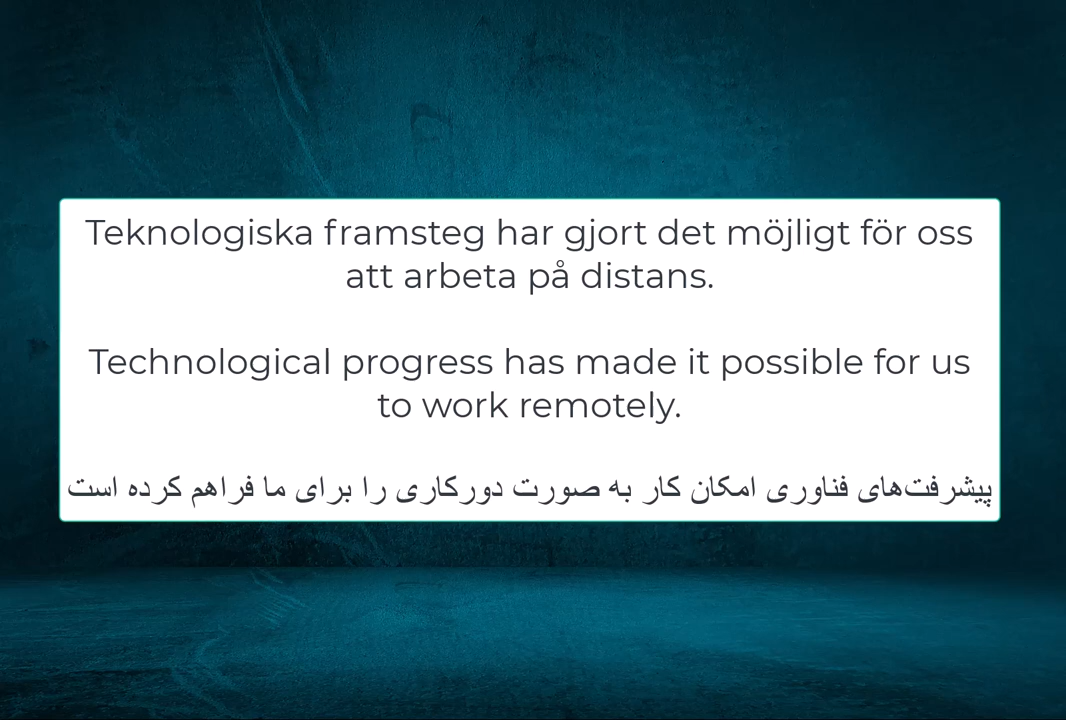 Teknologiska framsteg har gjort det möjligt för oss
att arbeta på distans.
Technological progress has made it possible for us
to work remotely.
پیشرفت‌های فناوری امکان کار به صورت دورکاری را برای ما فراهم کرده است